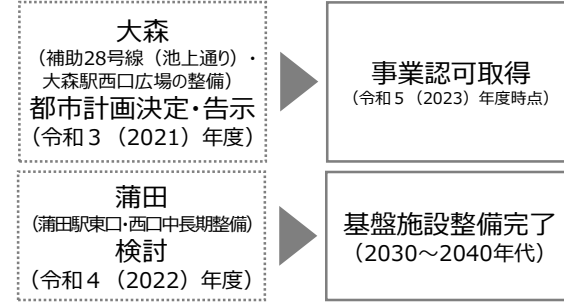 大森
（補助28号線（池上通り）・
大森駅西口広場の整備）
都市計画決定・告示
（令和３（2021）年度）
事業認可取得
（令和５（2023）年度時点）
蒲田
（蒲田駅東口・西口中長期整備）
検討
（令和４（2022）年度）
基盤施設整備完了
（2030～2040年代）